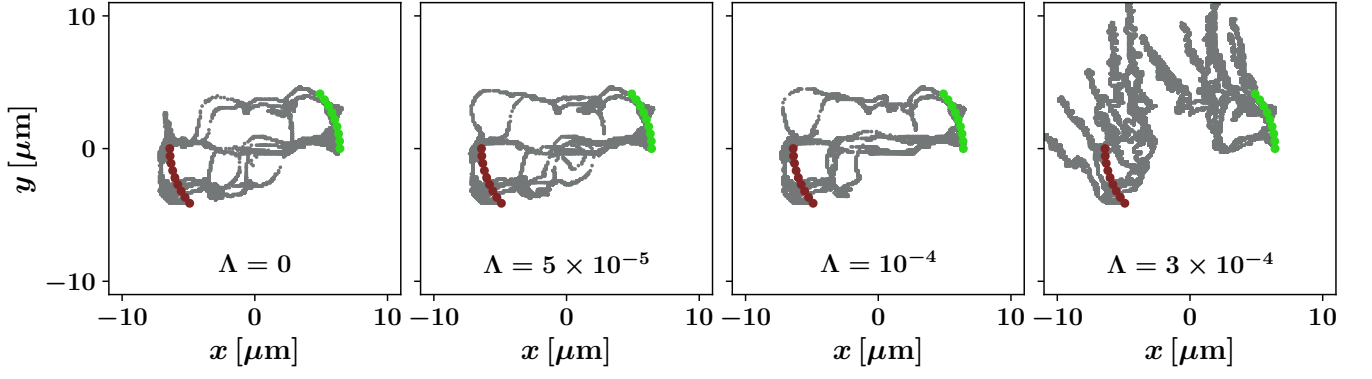 10
0
−10
y [μm]
Λ = 0
Λ = 5 × 10⁻⁵
Λ = 10⁻⁴
Λ = 3 × 10⁻⁴
−10 0 10 −10 0 10 −10 0 10 −10 0 10
x [μm] x [μm] x [μm] x [μm]